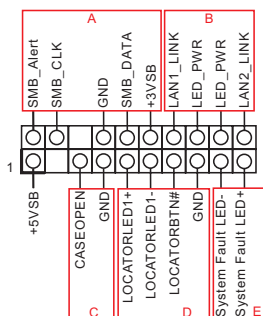 A
B
SMB_Alert
SMB_CLK
GND
SMB_DATA
+3VSB
LAN1_LINK
LED_PWR
LED_PWR
LAN2_LINK
1
+5VSB
CASEOPEN
GND
LOCATORLED1+
LOCATORLED1-
LOCATORBTN#
GND
System Fault LED-
System Fault LED+
C
D
E